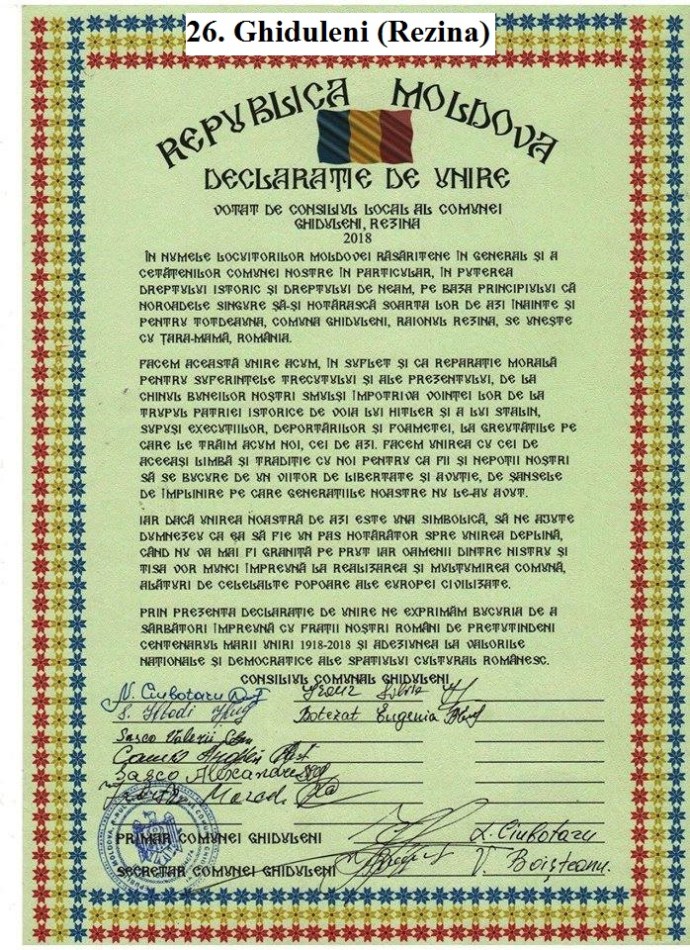 26. Ghiduleni (Rezina)
REPUBLICA MOLDOVA
DECLARAȚIE DE UNIRE
VOTAT DE CONSILIUL LOCAL AL COMUNEI
GHIDULENI, REZINA
2018
ÎN NUMELE LOCUITORILOR MOLDOVEI RĂSĂRITENE ÎN GENERAL ȘI A
CETĂȚENILOR COMUNEI NOSTRE ÎN PARTICULAR, ÎN PUTEREA
DREPTULUI ISTORIC ȘI DREPTULUI DE NEAM, PE BAZA PRINCIPIULUI CĂ
NOROADELE SINGURE SĂ-ȘI HOTĂRASCĂ SOARTA LOR DE AZI ÎNAINTE ȘI
PENTRU TOTDEAUNA, COMUNA GHIDULENI, RAIONUL REZINA, SE UNEȘTE
CU ȚARA-MAMĂ, ROMÂNIA.
FACEM ACEASTĂ UNIRE ACUM, ÎN SUFLET ȘI CA REPARAȚIE MORALĂ
PENTRU SUFERINȚELE TRECUTULUI ȘI ALE PREZENTULUI, DE LA
CHINUL BUNEILOR NOȘTRI SMULȘI ÎMPOTRIVA VOINȚEI LOR DE LA
TRUPUL PATRIEI ISTORICE DE VOIA LUI HITLER ȘI A LUI STALIN,
SUPUȘI EXECUȚIILOR, DEPORTĂRILOR ȘI FOAMETEI, LA GREUTĂȚILE PE
CARE LE TRĂIM ACUM NOI, CEI DE AZI. FACEM UNIREA CU CEI DE
ACEEAȘI LIMBĂ ȘI TRADIȚIE CU NOI PENTRU CA FII ȘI NEPOȚII NOȘTRI
SĂ SE BUCURE DE UN VIITOR DE LIBERTATE ȘI AVUȚIE, DE ȘANSELE
DE ÎMPLINIRE PE CARE GENERAȚIILE NOASTRE NU LE-AU AVUT.
IAR DACĂ UNIREA NOASTRĂ DE AZI ESTE UNA SIMBOLICĂ, SĂ NE AJUTE
DUMNEZEU CA EA SĂ FIE UN PAS HOTĂRÂTOR SPRE UNIREA DEPLINĂ,
CÂND NU VA MAI FI GRANIȚĂ PE PRUT IAR OAMENII DINTRE NISTRU ȘI
TISA VOR MUNCI ÎMPREUNĂ LA REALIZAREA ȘI MULȚUMIREA COMUNĂ,
ALĂTURI DE CELELALTE POPOARE ALE EUROPEI CIVILIZATE.
PRIN PREZENTA DECLARAȚIE DE UNIRE NE EXPRIMĂM BUCURIA DE A
SĂRBĂTORI ÎMPREUNĂ CU FRAȚII NOȘTRI ROMÂNI DE PRETUTINDENI
CENTENARUL MARII UNIRI 1918-2018 ȘI ADEZIUNEA LA VALORILE
NAȚIONALE ȘI DEMOCRATICE ALE SPAȚIULUI CULTURAL ROMÂNESC.
CONSILIUL COMUNAL GHIDULENI
N. Ciubotaru Silvia
Botezat Eugenia
Sașco Valerii
Sașco Alexandru
PRIMAR COMUNEI GHIDULENI L. Ciubotaru
SECRETAR COMUNEI GHIDULENI V. Boișteanu.